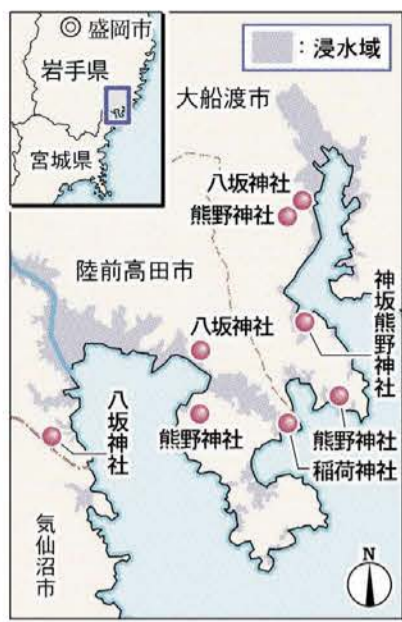 ◎盛岡市
岩手県
宮城県
：浸水域
大船渡市
八坂神社
熊野神社
陸前高田市
八坂神社
神坂熊野神社
八坂神社
熊野神社
熊野神社
稲荷神社
気仙沼市
N